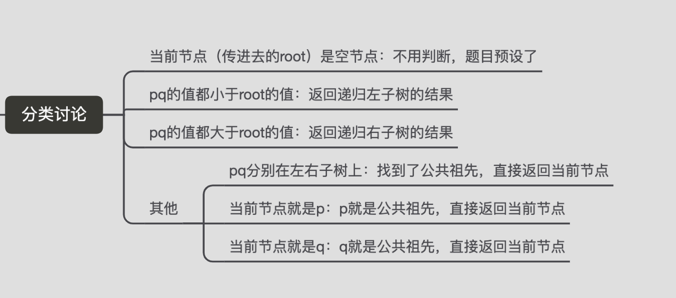 分类讨论
当前节点（传进去的root）是空节点：不用判断，题目预设了
pq的值都小于root的值：返回递归左子树的结果
pq的值都大于root的值：返回递归右子树的结果
其他
pq分别在左右子树上：找到了公共祖先，直接返回当前节点
当前节点就是p：p就是公共祖先，直接返回当前节点
当前节点就是q：q就是公共祖先，直接返回当前节点